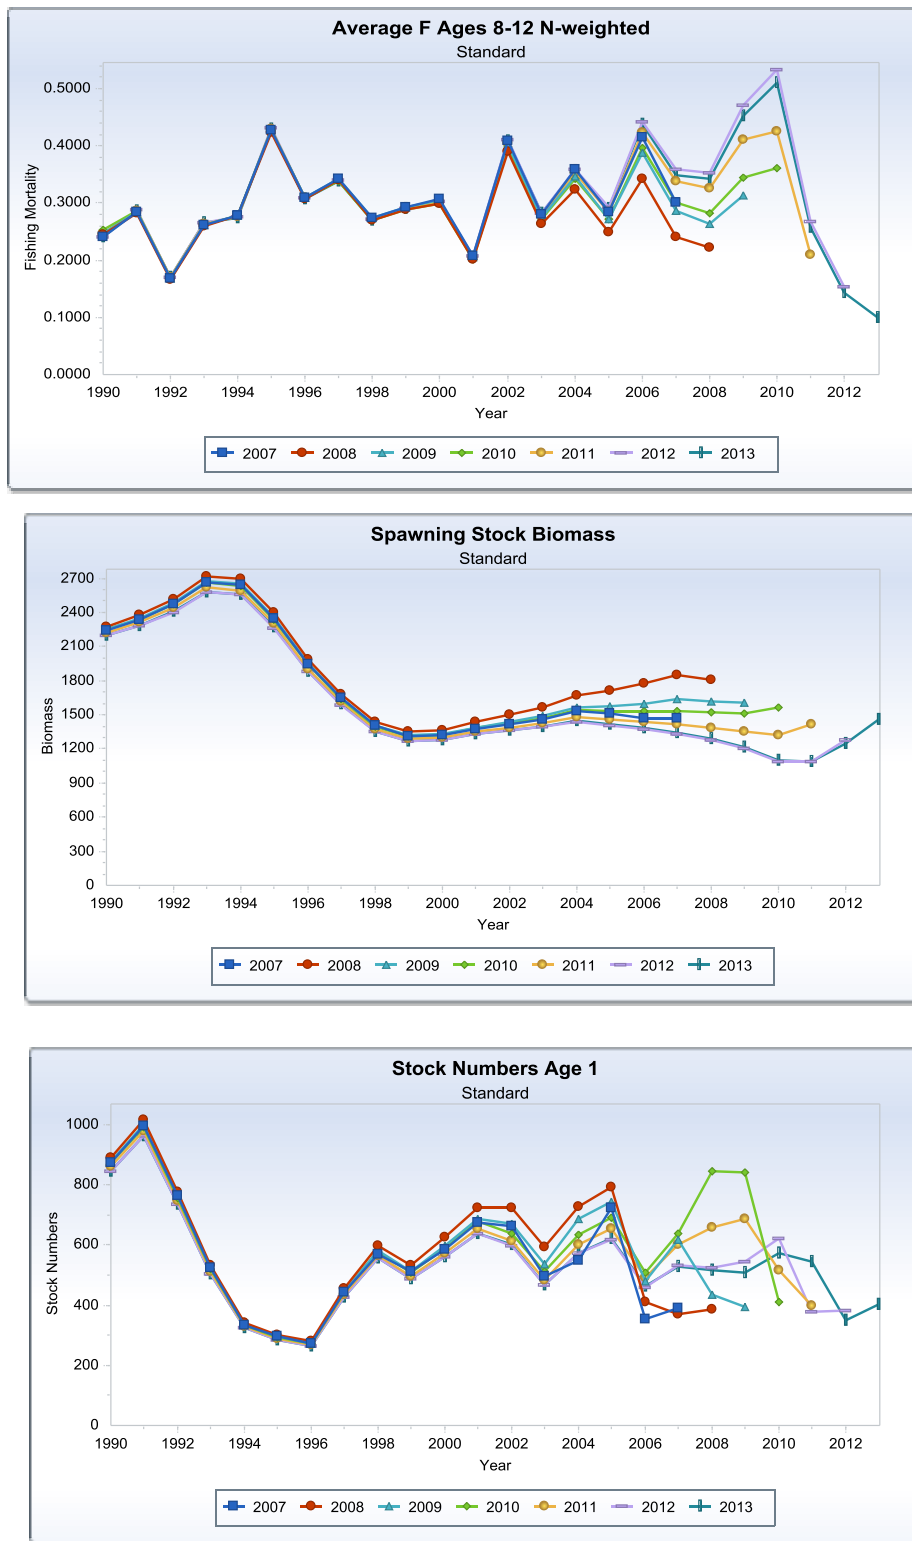 Average F Ages 8-12 N-weighted
Standard
Fishing Mortality
0.5000
0.4000
0.3000
0.2000
0.1000
0.0000
1990 1992 1994 1996 1998 2000 2002 2004 2006 2008 2010 2012
Year
2007 2008 2009 2010 2011 2012 2013
Spawning Stock Biomass
Standard
Biomass
2700
2400
2100
1800
1500
1200
900
600
300
0
1990 1992 1994 1996 1998 2000 2002 2004 2006 2008 2010 2012
Year
2007 2008 2009 2010 2011 2012 2013
Stock Numbers Age 1
Standard
Stock Numbers
1000
800
600
400
200
0
1990 1992 1994 1996 1998 2000 2002 2004 2006 2008 2010 2012
Year
2007 2008 2009 2010 2011 2012 2013